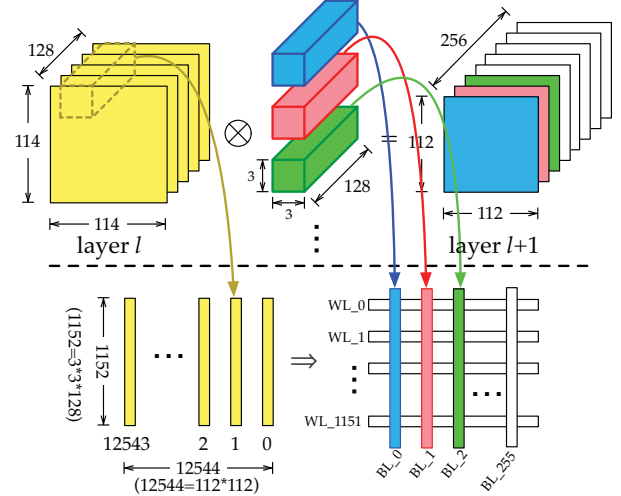 128
256
114
112
3
128
3
114
112
layer l
layer l+1
⊗
=
⋮
(1152=3*3*128)
1152
...
⇒
12543
2
1
0
12544
(12544=112*112)
WL_0
WL_1
⋮
...
WL_1151
BL_0
BL_1
BL_2
BL_255